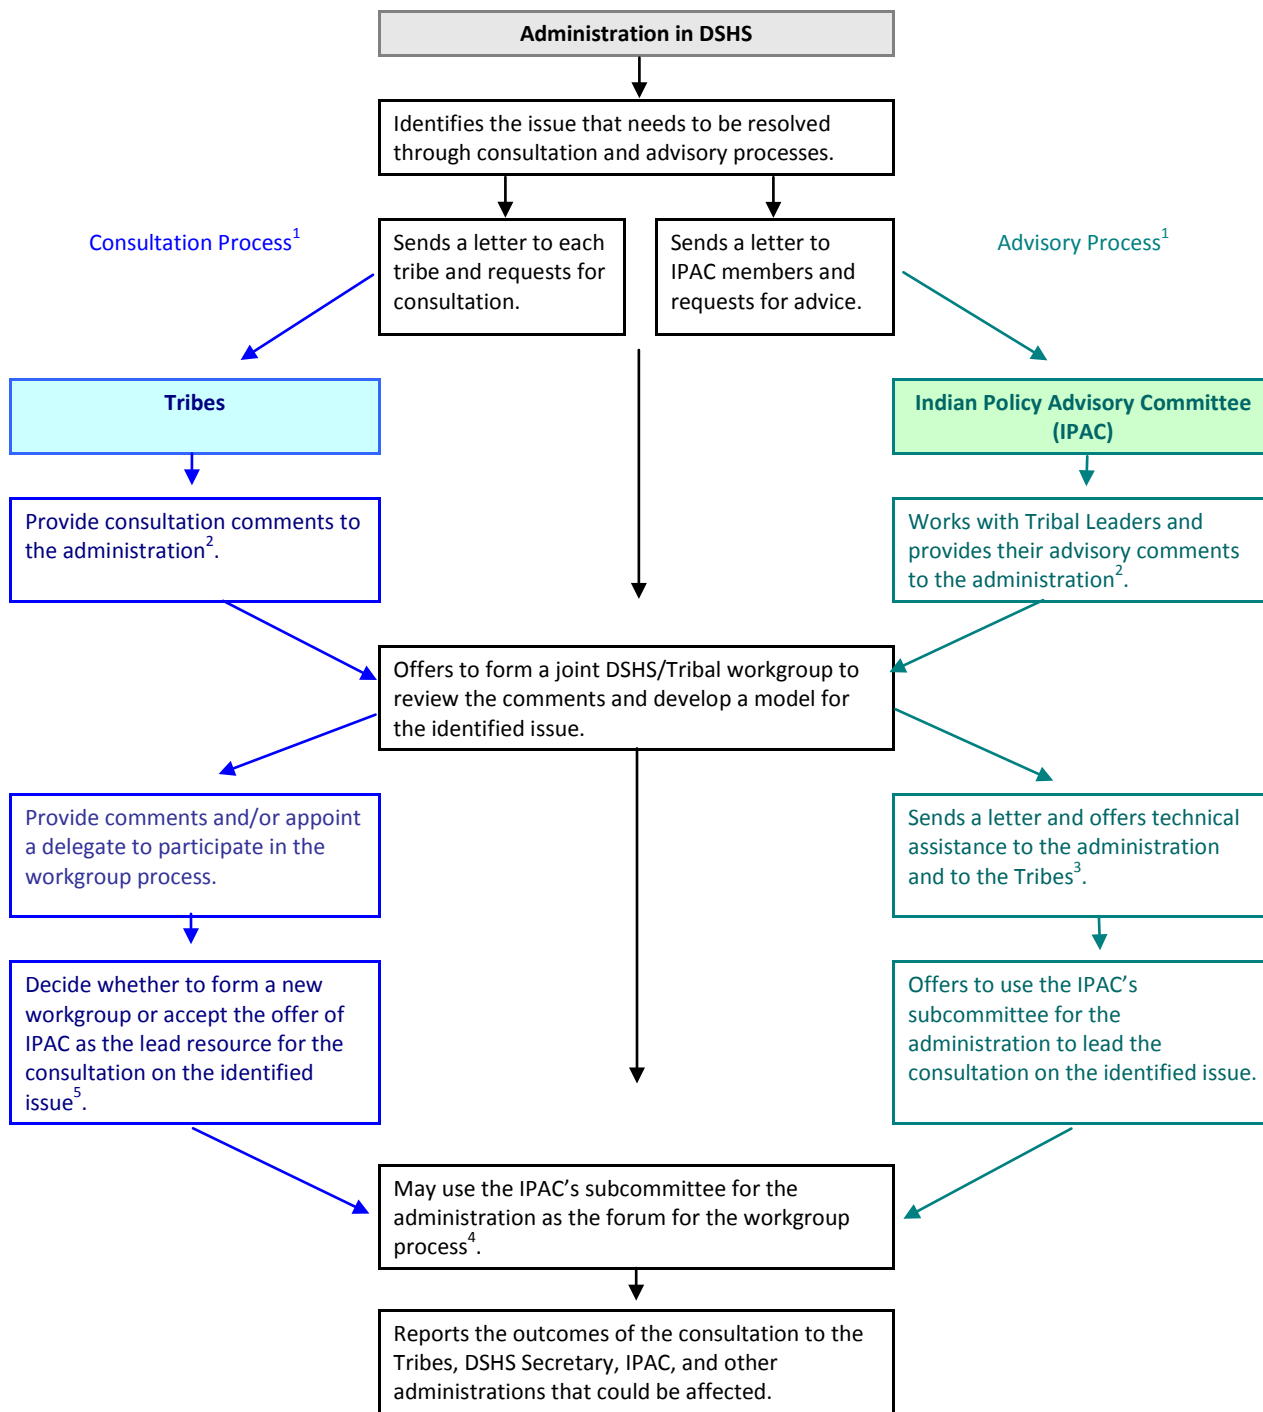 Administration in DSHS
Identifies the issue that needs to be resolved
through consultation and advisory processes.
Consultation Process1
Sends a letter to each
tribe and requests for
consultation.
Sends a letter to
IPAC members and
requests for advice.
Advisory Process1
Tribes
Indian Policy Advisory Committee
(IPAC)
Provide consultation comments to
the administration2.
Works with Tribal Leaders and
provides their advisory comments
to the administration2.
Offers to form a joint DSHS/Tribal workgroup to
review the comments and develop a model for
the identified issue.
Provide comments and/or appoint
a delegate to participate in the
workgroup process.
Sends a letter and offers technical
assistance to the administration
and to the Tribes3.
Decide whether to form a new
workgroup or accept the offer of
IPAC as the lead resource for the
consultation on the identified
issue5.
Offers to use the IPAC’s
subcommittee for the
administration to lead the
consultation on the identified issue.
May use the IPAC’s subcommittee for the
administration as the forum for the workgroup
process4.
Reports the outcomes of the consultation to the
Tribes, DSHS Secretary, IPAC, and other
administrations that could be affected.